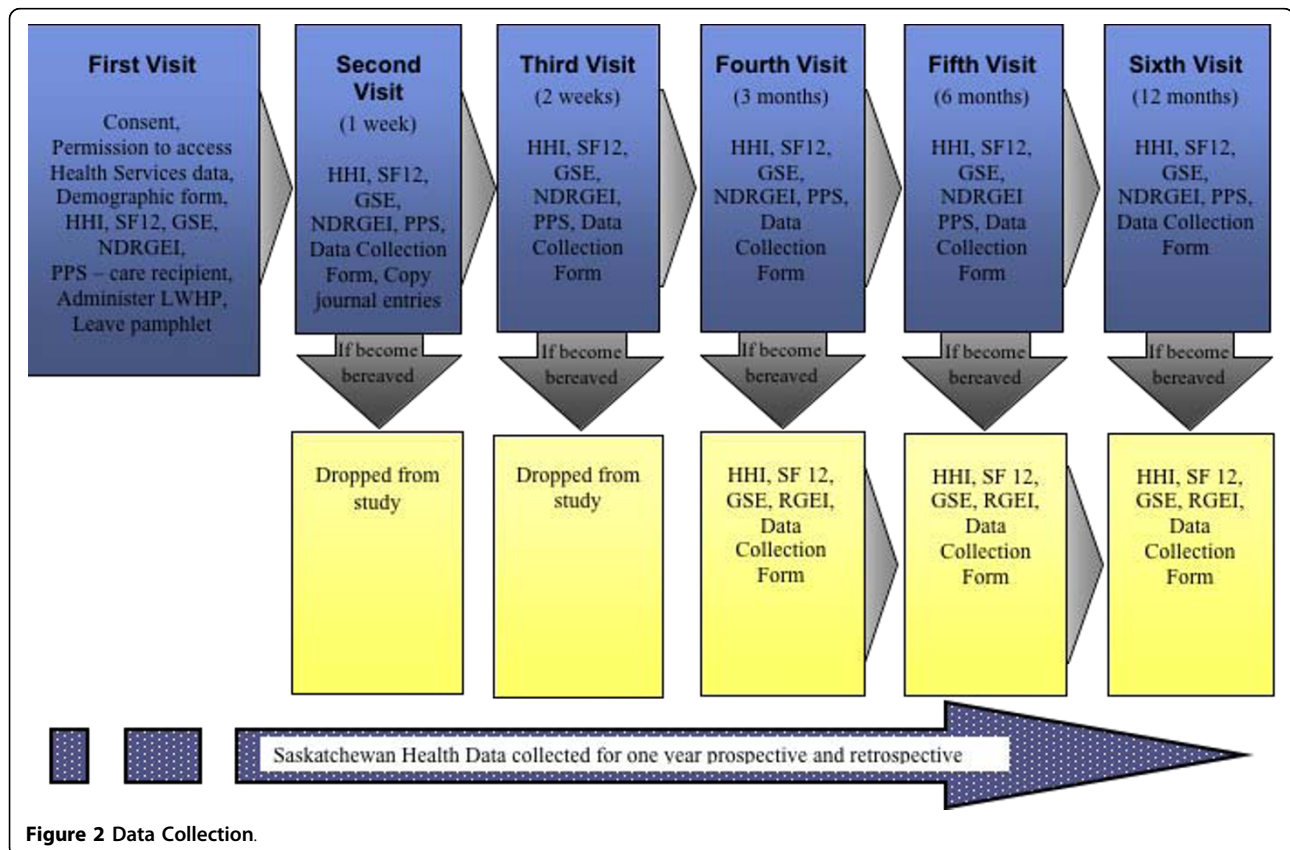 First Visit
Consent,
Permission to access
Health Services data,
Demographic form,
HHI, SF12, GSE,
NDRGEI,
PPS – care recipient,
Administer LWHP,
Leave pamphlet
Second
Visit
(1 week)
HHI, SF12,
GSE,
NDRGEI, PPS,
Data Collection
Form, Copy
journal entries
Third Visit
(2 weeks)
HHI, SF12,
GSE,
NDRGEI,
PPS, Data
Collection
Form
Fourth Visit
(3 months)
HHI, SF12,
GSE,
NDRGEI, PPS,
Data
Collection
Form
Fifth Visit
(6 months)
HHI, SF12,
GSE,
NDRGEI
PPS, Data
Collection
Form
Sixth Visit
(12 months)
HHI, SF12,
GSE,
NDRGEI, PPS,
Data Collection
Form
If become
bereaved
If become
bereaved
If become
bereaved
If become
bereaved
If become
bereaved
Dropped from
study
Dropped from
study
HHI, SF 12,
GSE, RGEI,
Data
Collection
Form
HHI, SF 12,
GSE, RGEI,
Data
Collection
Form
HHI, SF 12,
GSE, RGEI,
Data
Collection
Form
Saskatchewan Health Data collected for one year prospective and retrospective
Figure 2 Data Collection.